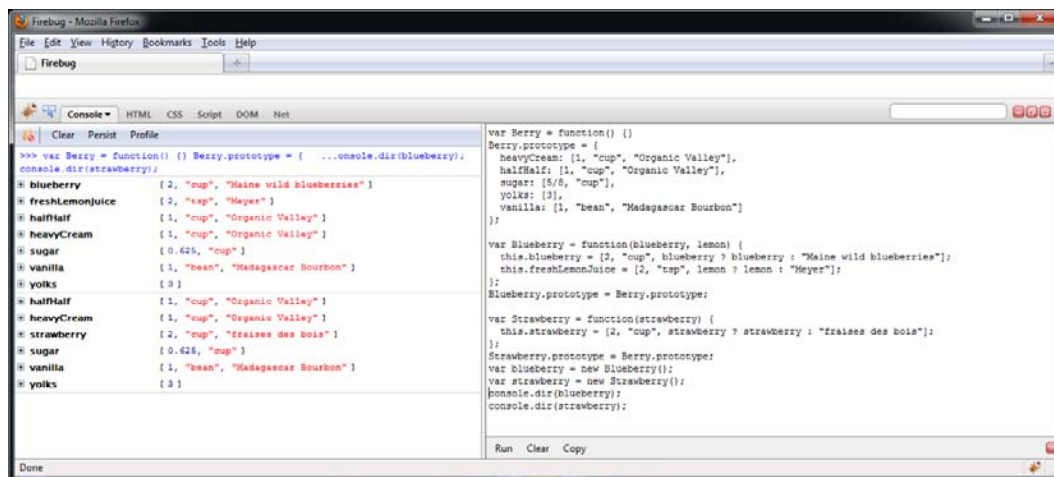 Firebug - Mozilla Firefox
File Edit View History Bookmarks Tools Help
Firebug
Console HTML CSS Script DOM Net
Clear Persist Profile
>>> var Berry = function() {} Berry.prototype = { ...onsole.dir(blueberry);
console.dir(strawberry);
blueberry [ 2, "cup", "Maine wild blueberries" ]
freshLemonJuice [ 2, "tsp", "Meyer" ]
halfHalf [ 1, "cup", "Organic Valley" ]
heavyCream [ 1, "cup", "Organic Valley" ]
sugar [ 0.625, "cup" ]
vanilla [ 1, "bean", "Madagascar Bourbon" ]
yolks [ 3 ]
halfHalf [ 1, "cup", "Organic Valley" ]
heavyCream [ 1, "cup", "Organic Valley" ]
strawberry [ 2, "cup", "fraises des bois" ]
sugar [ 0.625, "cup" ]
vanilla [ 1, "bean", "Madagascar Bourbon" ]
yolks [ 3 ]
var Berry = function() {}
Berry.prototype = {
heavyCream: [1, "cup", "Organic Valley"],
halfHalf: [1, "cup", "Organic Valley"],
sugar: [5/8, "cup"],
yolks: [3],
vanilla: [1, "bean", "Madagascar Bourbon"]
};
var Blueberry = function(blueberry, lemon) {
this.blueberry = [2, "cup", blueberry ? blueberry : "Maine wild blueberries"];
this.freshLemonJuice = [2, "tsp", lemon ? lemon : "Meyer"];
};
Blueberry.prototype = Berry.prototype;
var Strawberry = function(strawberry) {
this.strawberry = [2, "cup", strawberry ? strawberry : "fraises des bois"];
};
Strawberry.prototype = Berry.prototype;
var blueberry = new Blueberry();
var strawberry = new Strawberry();
console.dir(blueberry);
console.dir(strawberry);
Run Clear Copy
Done